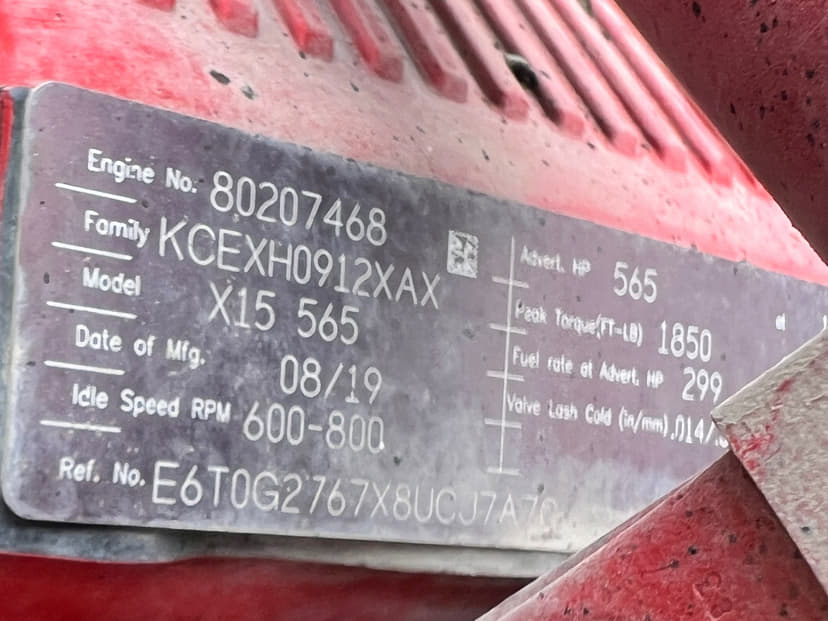 Engine No. 80207468
Family KCEXH0912XAX
Model X15 565
Date of Mfg. 08/19
Idle Speed RPM 600-800
Ref. No. E6T0G2767X8UCJ7A7
Advert. HP 565
Peak Torque(FT-LB) 1850
Fuel rate at Advert. HP 299
Valve Lash Cold (in/mm) .014/
at